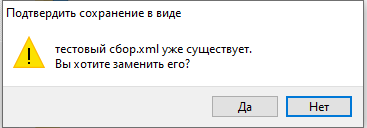 Подтвердить сохранение в виде
тестовый сбор.xml уже существует.
Вы хотите заменить его?
Да
Нет